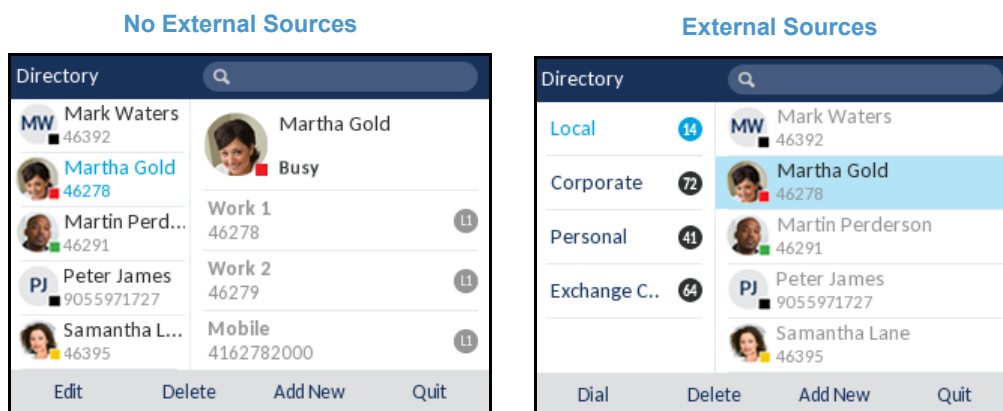 No External Sources
Directory
MW
Mark Waters
46392
Martha Gold
46278
Martin Perd...
46291
PJ
Peter James
9055971727
Samantha L...
46395
Martha Gold
Busy
Work 1
46278
L1
Work 2
46279
L1
Mobile
4162782000
L1
Edit Delete Add New Quit
External Sources
Directory
Local 14
Corporate 72
Personal 41
Exchange C.. 64
MW
Mark Waters
46392
Martha Gold
46278
Martin Perderson
46291
PJ
Peter James
9055971727
Samantha Lane
46395
Dial Delete Add New Quit